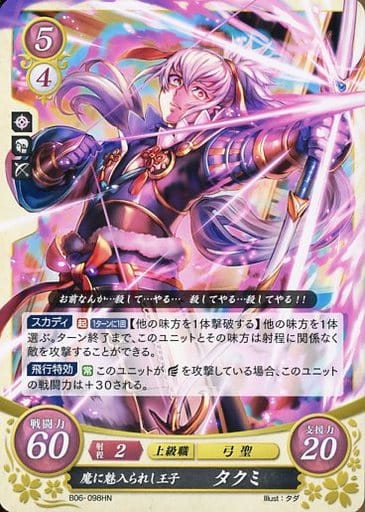 5
4
お前なんか…殺して…やる… 殺してやる…殺してやる!!
スカディ 起 1ターンに1回 【他の味方を1体撃破する】他の味方を1体
選ぶ。ターン終了まで、このユニットとその味方は射程に関係なく
敵を攻撃することができる。
飛行特効 常 このユニットが を攻撃している場合、このユニット
の戦闘力は+30される。
戦闘力
60
射程 2
上級職
弓聖
支援力
20
魔に魅入られし王子 タクミ
B06-098HN
Illust:タダ